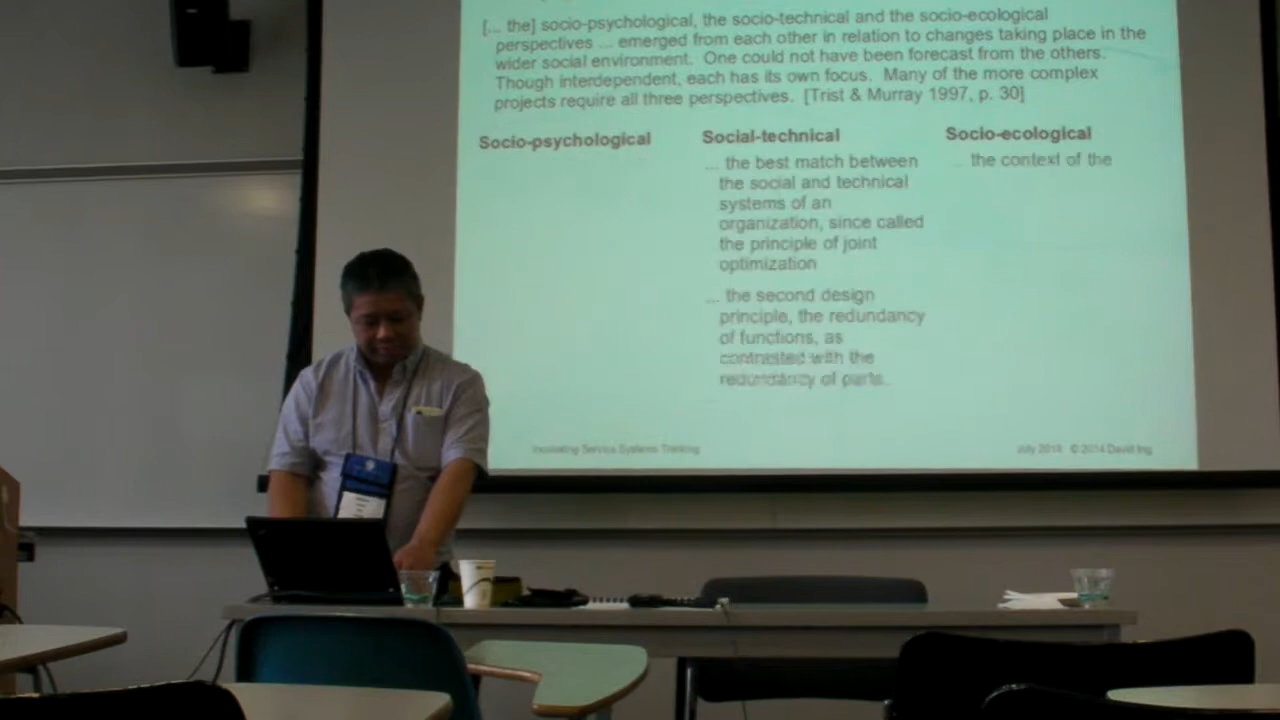 [... the] socio-psychological, the socio-technical and the socio-ecological
perspectives ... emerged from each other in relation to changes taking place in the
wider social environment. One could not have been forecast from the others.
Though interdependent, each has its own focus. Many of the more complex
projects require all three perspectives. [Trist & Murray 1997, p. 30]
Socio-psychological
Social-technical
... the best match between
the social and technical
systems of an
organization, since called
the principle of joint
optimization
... the second design
principle, the redundancy
of functions, as
contrasted with the
redundancy of parts.
Socio-ecological
... the context of the
Incubating Service Systems Thinking
July 2014 © 2014 David Ing